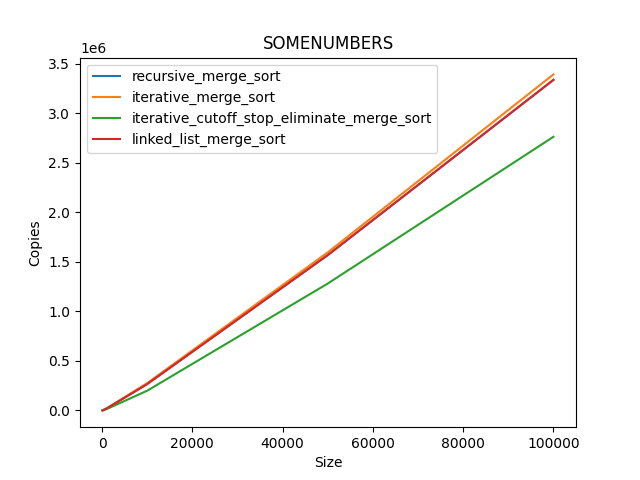 SOMENUMBERS
1e6
recursive_merge_sort
iterative_merge_sort
iterative_cutoff_stop_eliminate_merge_sort
linked_list_merge_sort
3.5
3.0
2.5
2.0
1.5
1.0
0.5
0.0
Copies
0 20000 40000 60000 80000 100000
Size